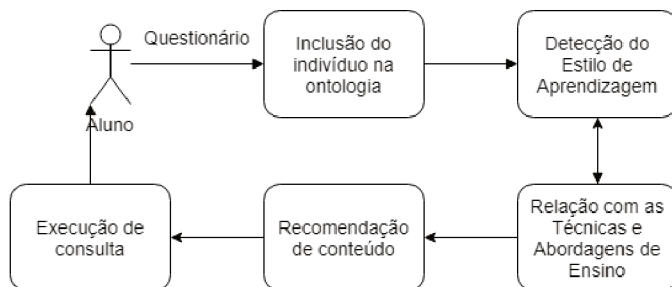 Questionário
Aluno
Inclusão do
indivíduo na
ontologia
Detecção do
Estilo de
Aprendizagem
Relação com as
Técnicas e
Abordagens de
Ensino
Recomendação
de conteúdo
Execução de
consulta